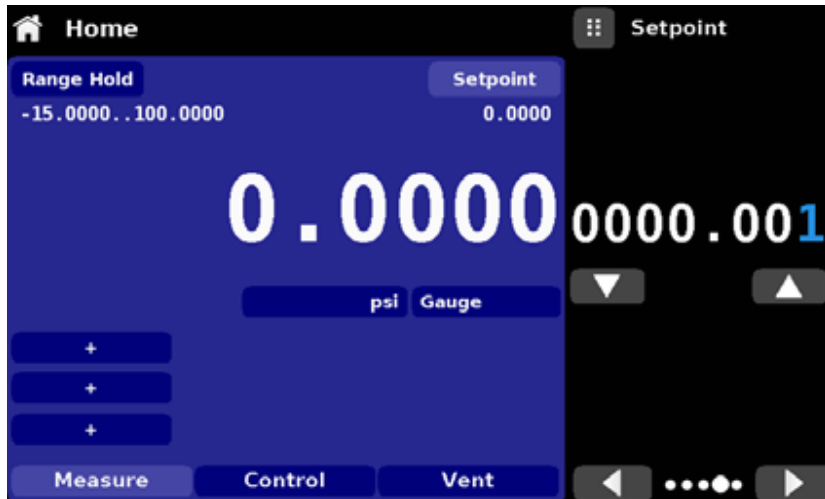 Home
Setpoint
Range Hold
Setpoint
-15.0000..100.0000
0.0000
0.0000
0000.001
psi
Gauge
+
+
+
Measure
Control
Vent